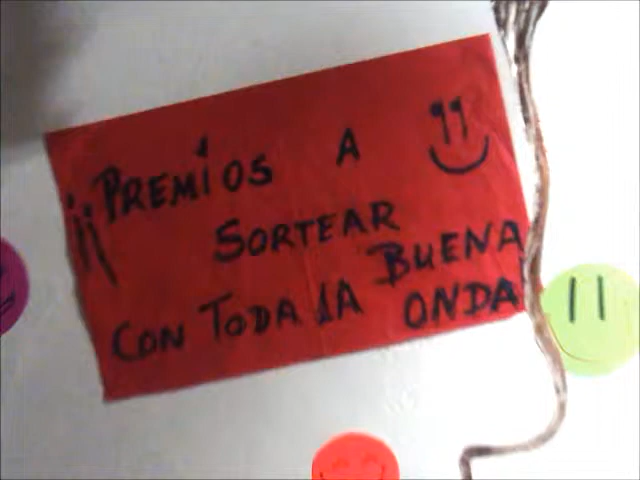 ¡¡PREMIOS A !!
SORTEAR
CON TODA LA BUENA
ONDA